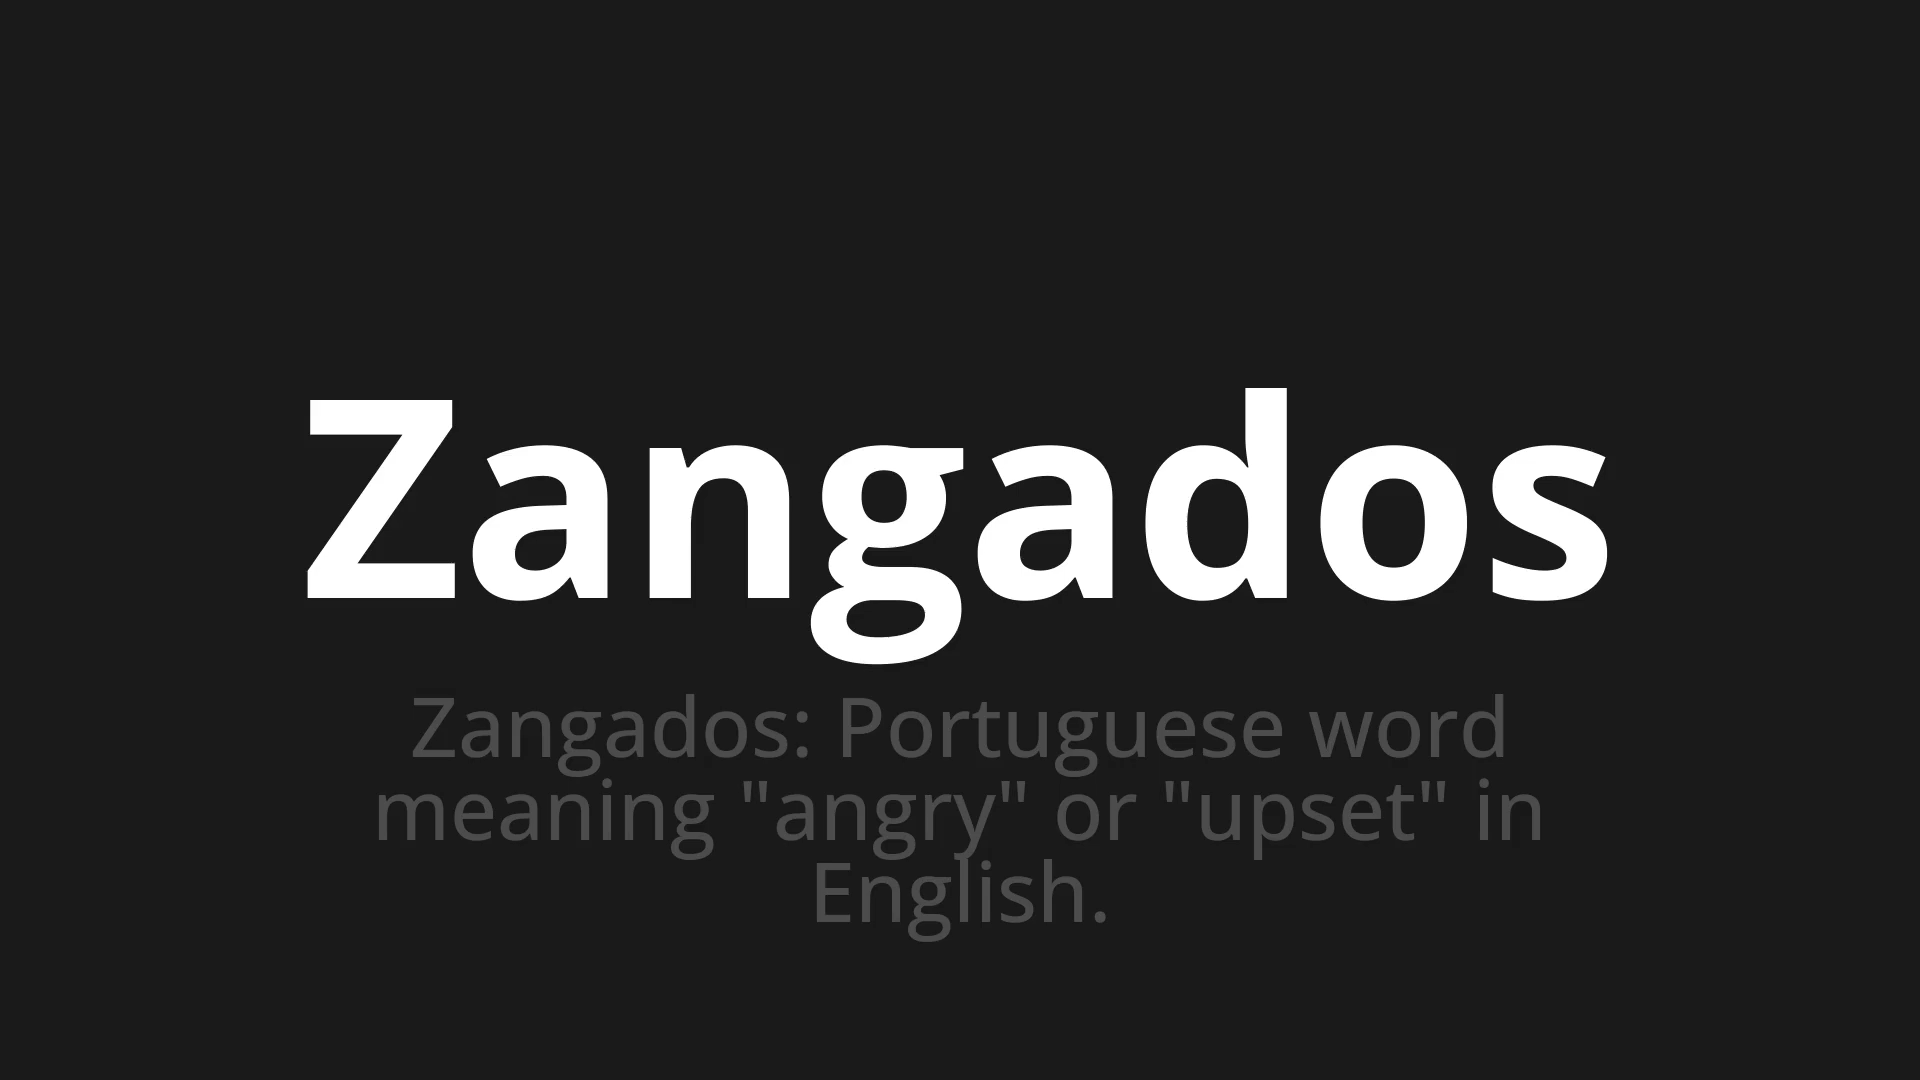 Zangados
Zangados: Portuguese word
meaning "angry" or "upset" in
English.